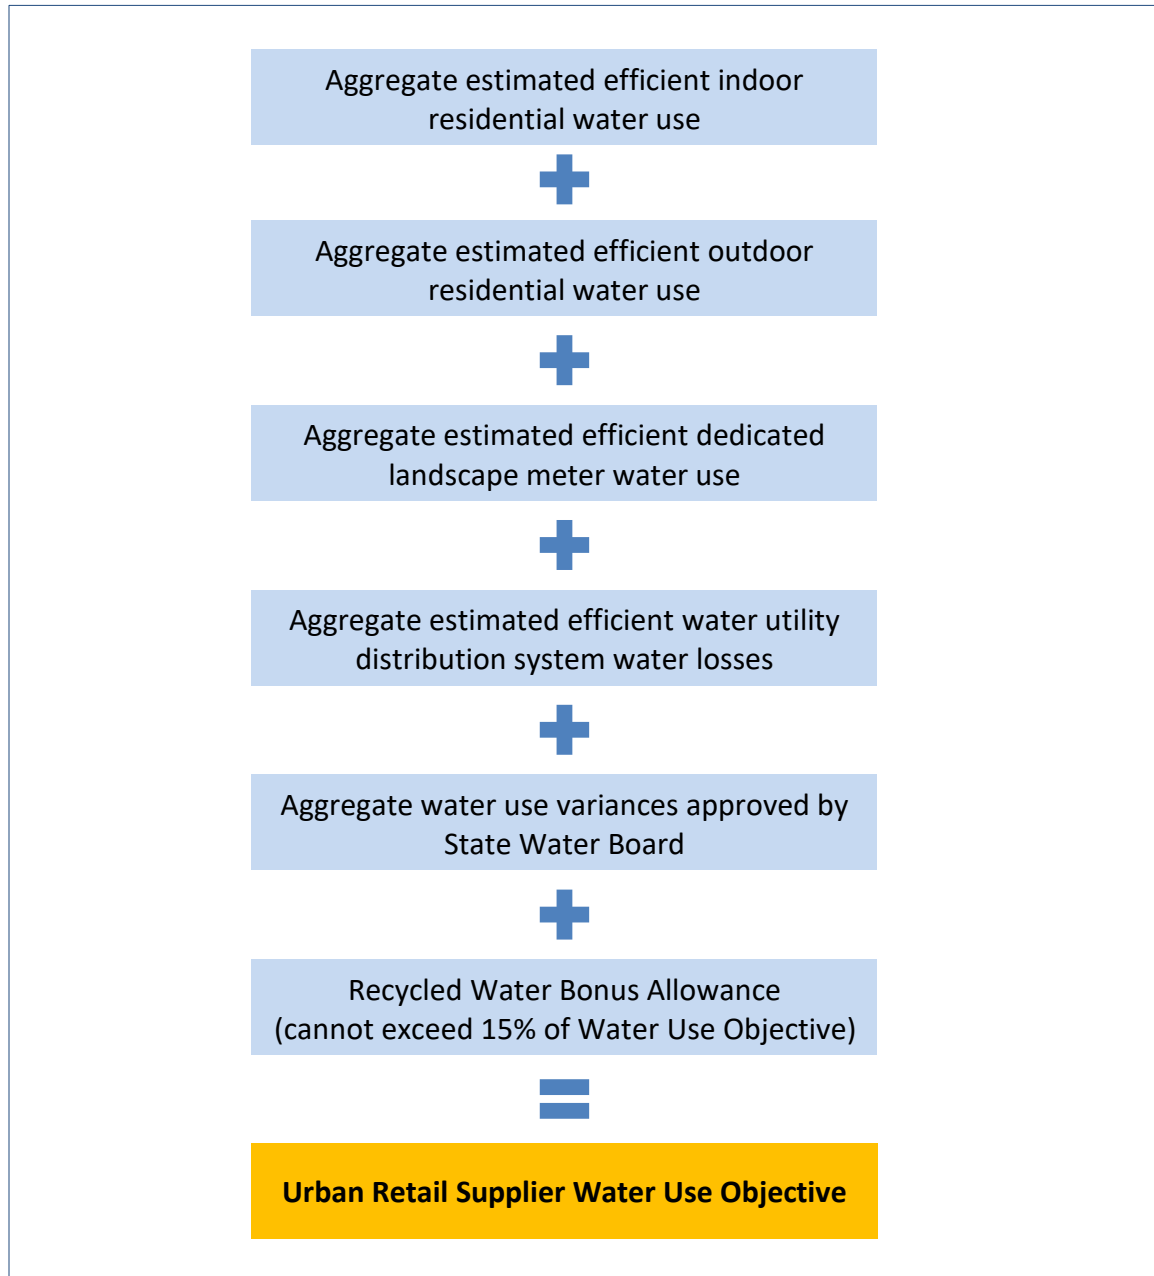 Aggregate estimated efficient indoor
residential water use
Aggregate estimated efficient outdoor
residential water use
Aggregate estimated efficient dedicated
landscape meter water use
Aggregate estimated efficient water utility
distribution system water losses
Aggregate water use variances approved by
State Water Board
Recycled Water Bonus Allowance
(cannot exceed 15% of Water Use Objective)
Urban Retail Supplier Water Use Objective